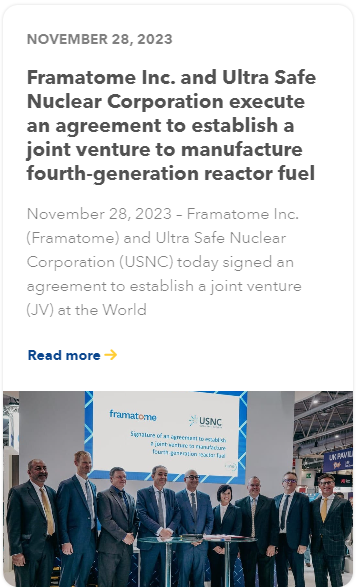 NOVEMBER 28, 2023
Framatome Inc. and Ultra Safe
Nuclear Corporation execute
an agreement to establish a
joint venture to manufacture
fourth-generation reactor fuel
November 28, 2023 – Framatome Inc.
(Framatome) and Ultra Safe Nuclear
Corporation (USNC) today signed an
agreement to establish a joint venture
(JV) at the World
Read more
framatome
USNC
Signature of an agreement to establish
a joint venture to manufacture
fourth-generation reactor fuel
UK PAVIL